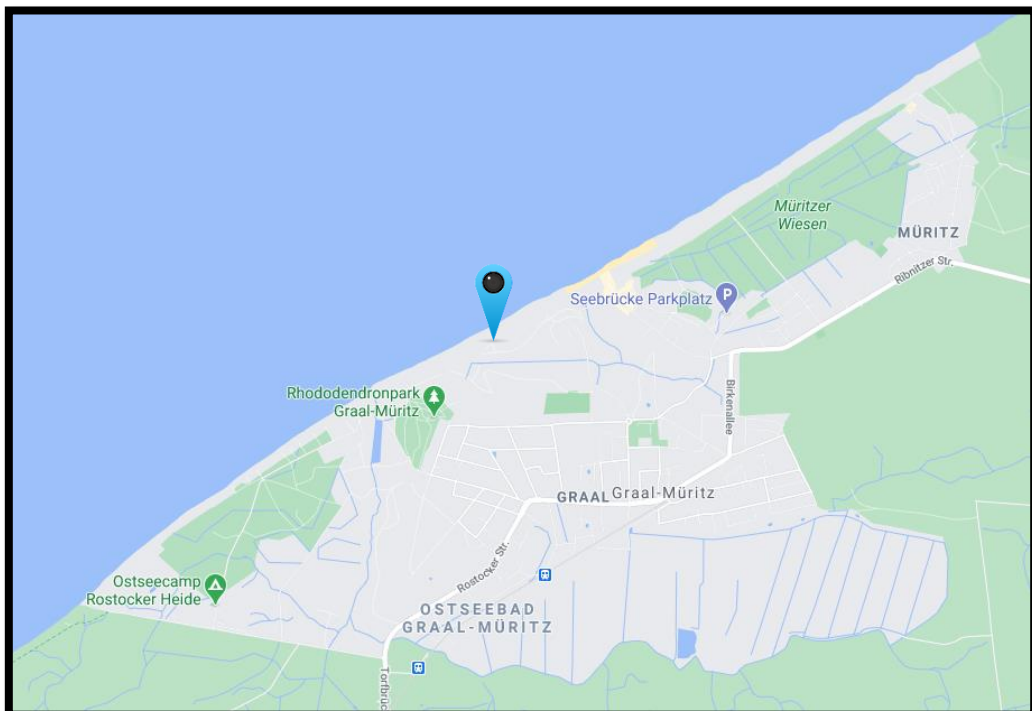 Müritzer
Wiesen
MÜRITZ
Ribnitzer Str.
Seebrücke Parkplatz
P
Rhododendronpark
Graal-Müritz
Birkenallee
GRAAL
Graal-Müritz
Rostocker Str.
Ostseecamp
Rostocker Heide
OSTSEEBAD
GRAAL-MÜRITZ